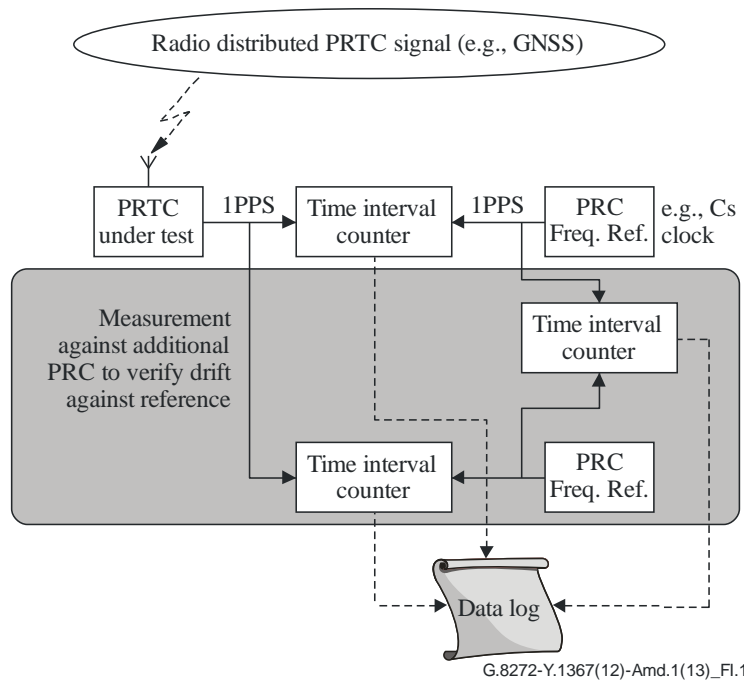 Radio distributed PRTC signal (e.g., GNSS)
PRTC
under test
1PPS
Time interval
counter
1PPS
PRC
Freq. Ref.
e.g., Cs
clock
Measurement
against additional
PRC to verify drift
against reference
Time interval
counter
Time interval
counter
PRC
Freq. Ref.
Data log
G.8272-Y.1367(12)-Amd.1(13)_FI.1